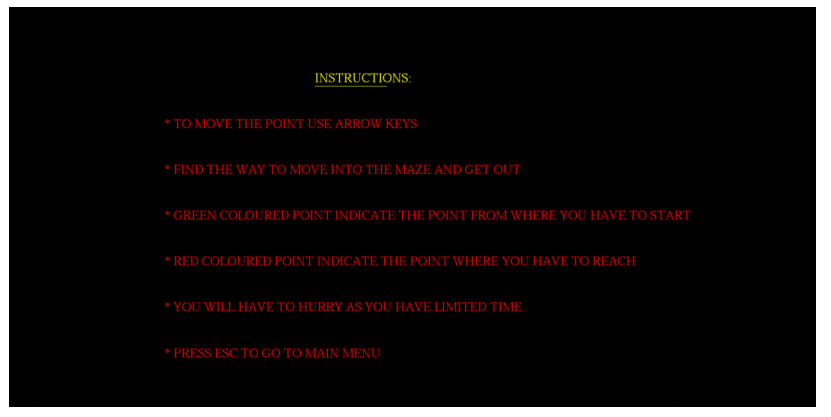 INSTRUCTIONS:
* TO MOVE THE POINT USE ARROW KEYS
* FIND THE WAY TO MOVE INTO THE MAZE AND GET OUT
* GREEN COLOURED POINT INDICATE THE POINT FROM WHERE YOU HAVE TO START
* RED COLOURED POINT INDICATE THE POINT WHERE YOU HAVE TO REACH
* YOU WILL HAVE TO HURRY AS YOU HAVE LIMITED TIME
* PRESS ESC TO GO TO MAIN MENU